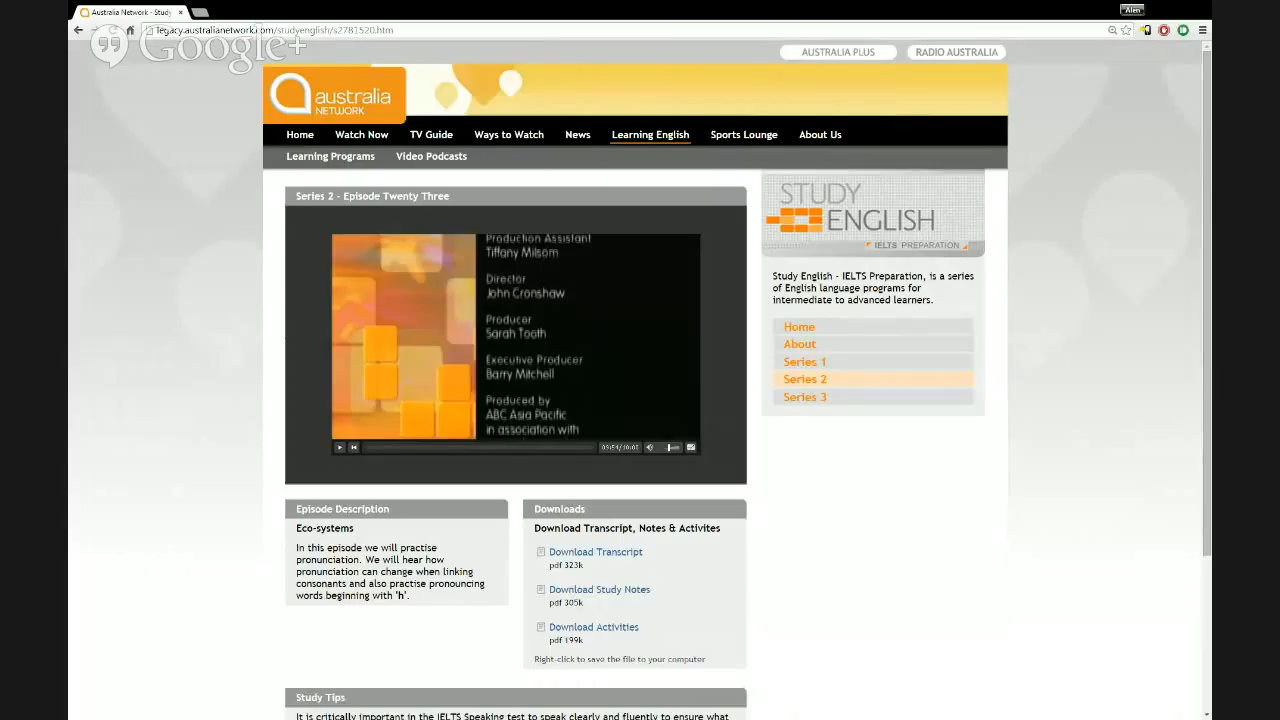 Australia Network - Study
Alen
legacy.australianetwork.com/studyenglish/s2781520.htm
Google+
AUSTRALIA PLUS
RADIO AUSTRALIA
australia
NETWORK
Home
Watch Now
TV Guide
Ways to Watch
News
Learning English
Sports Lounge
About Us
Learning Programs
Video Podcasts
Series 2 - Episode Twenty Three
Production Assistant
Tiffany Milsom
Director
John Cronshaw
Producer
Sarah Tooth
Executive Producer
Barry Mitchell
Produced by
ABC Asia Pacific
in association with
09:54/10:00
STUDY
ENGLISH
IELTS PREPARATION
Study English - IELTS Preparation, is a series
of English language programs for
intermediate to advanced learners.
Home
About
Series 1
Series 2
Series 3
Episode Description
Eco-systems
In this episode we will practise
pronunciation. We will hear how
pronunciation can change when linking
consonants and also practise pronouncing
words beginning with 'h'.
Downloads
Download Transcript, Notes & Activites
Download Transcript
pdf 323k
Download Study Notes
pdf 305k
Download Activities
pdf 199k
Right-click to save the file to your computer
Study Tips
It is critically important in the IELTS Speaking test to speak clearly and fluently to ensure what